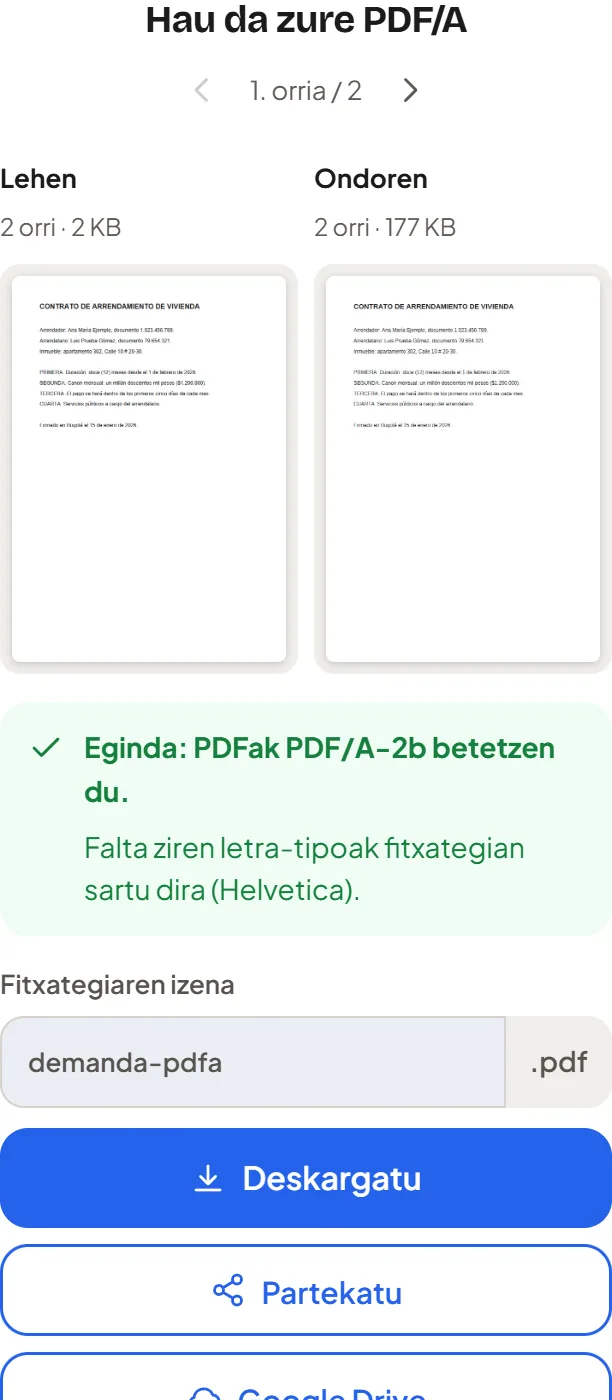 Hau da zure PDF/A
1. orria / 2
Lehen
2 orri · 2 KB
Ondoren
2 orri · 177 KB
CONTRATO DE ARRENDAMIENTO DE VIVIENDA
Arrendador: Ana María Ejemplo, documento 1.023.456.789.
Arrendatario: Luis Prueba Gómez, documento 79.654.321.
Inmueble: apartamento 302, Calle 10 # 20-30.
PRIMERA. Duración: doce (12) meses desde el 1 de febrero de 2026.
SEGUNDA. Canon mensual: un millón doscientos mil pesos ($1.200.000).
TERCERA. El pago se hará dentro de los primeros cinco días de cada mes.
CUARTA. Servicios públicos a cargo del arrendatario.
Firmado en Bogotá el 15 de enero de 2026.
CONTRATO DE ARRENDAMIENTO DE VIVIENDA
Arrendador: Ana María Ejemplo, documento 1.023.456.789.
Arrendatario: Luis Prueba Gómez, documento 79.654.321.
Inmueble: apartamento 302, Calle 10 # 20-30.
PRIMERA. Duración: doce (12) meses desde el 1 de febrero de 2026.
SEGUNDA. Canon mensual: un millón doscientos mil pesos ($1.200.000).
TERCERA. El pago se hará dentro de los primeros cinco días de cada mes.
CUARTA. Servicios públicos a cargo del arrendatario.
Firmado en Bogotá el 15 de enero de 2026.
Eginda: PDFak PDF/A-2b betetzen
du.
Falta ziren letra-tipoak fitxategian
sartu dira (Helvetica).
Fitxategiaren izena
demanda-pdfa
.pdf
Deskargatu
Partekatu
Google Drive